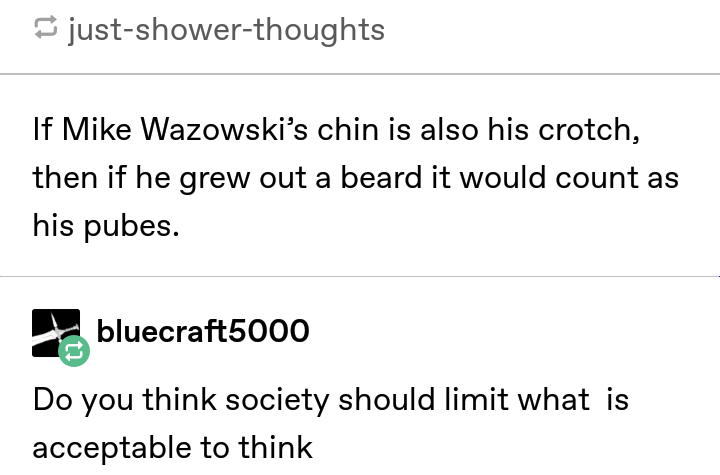 just-shower-thoughts
If Mike Wazowski’s chin is also his crotch,
then if he grew out a beard it would count as
his pubes.
bluecraft5000
Do you think society should limit what  is
acceptable to think